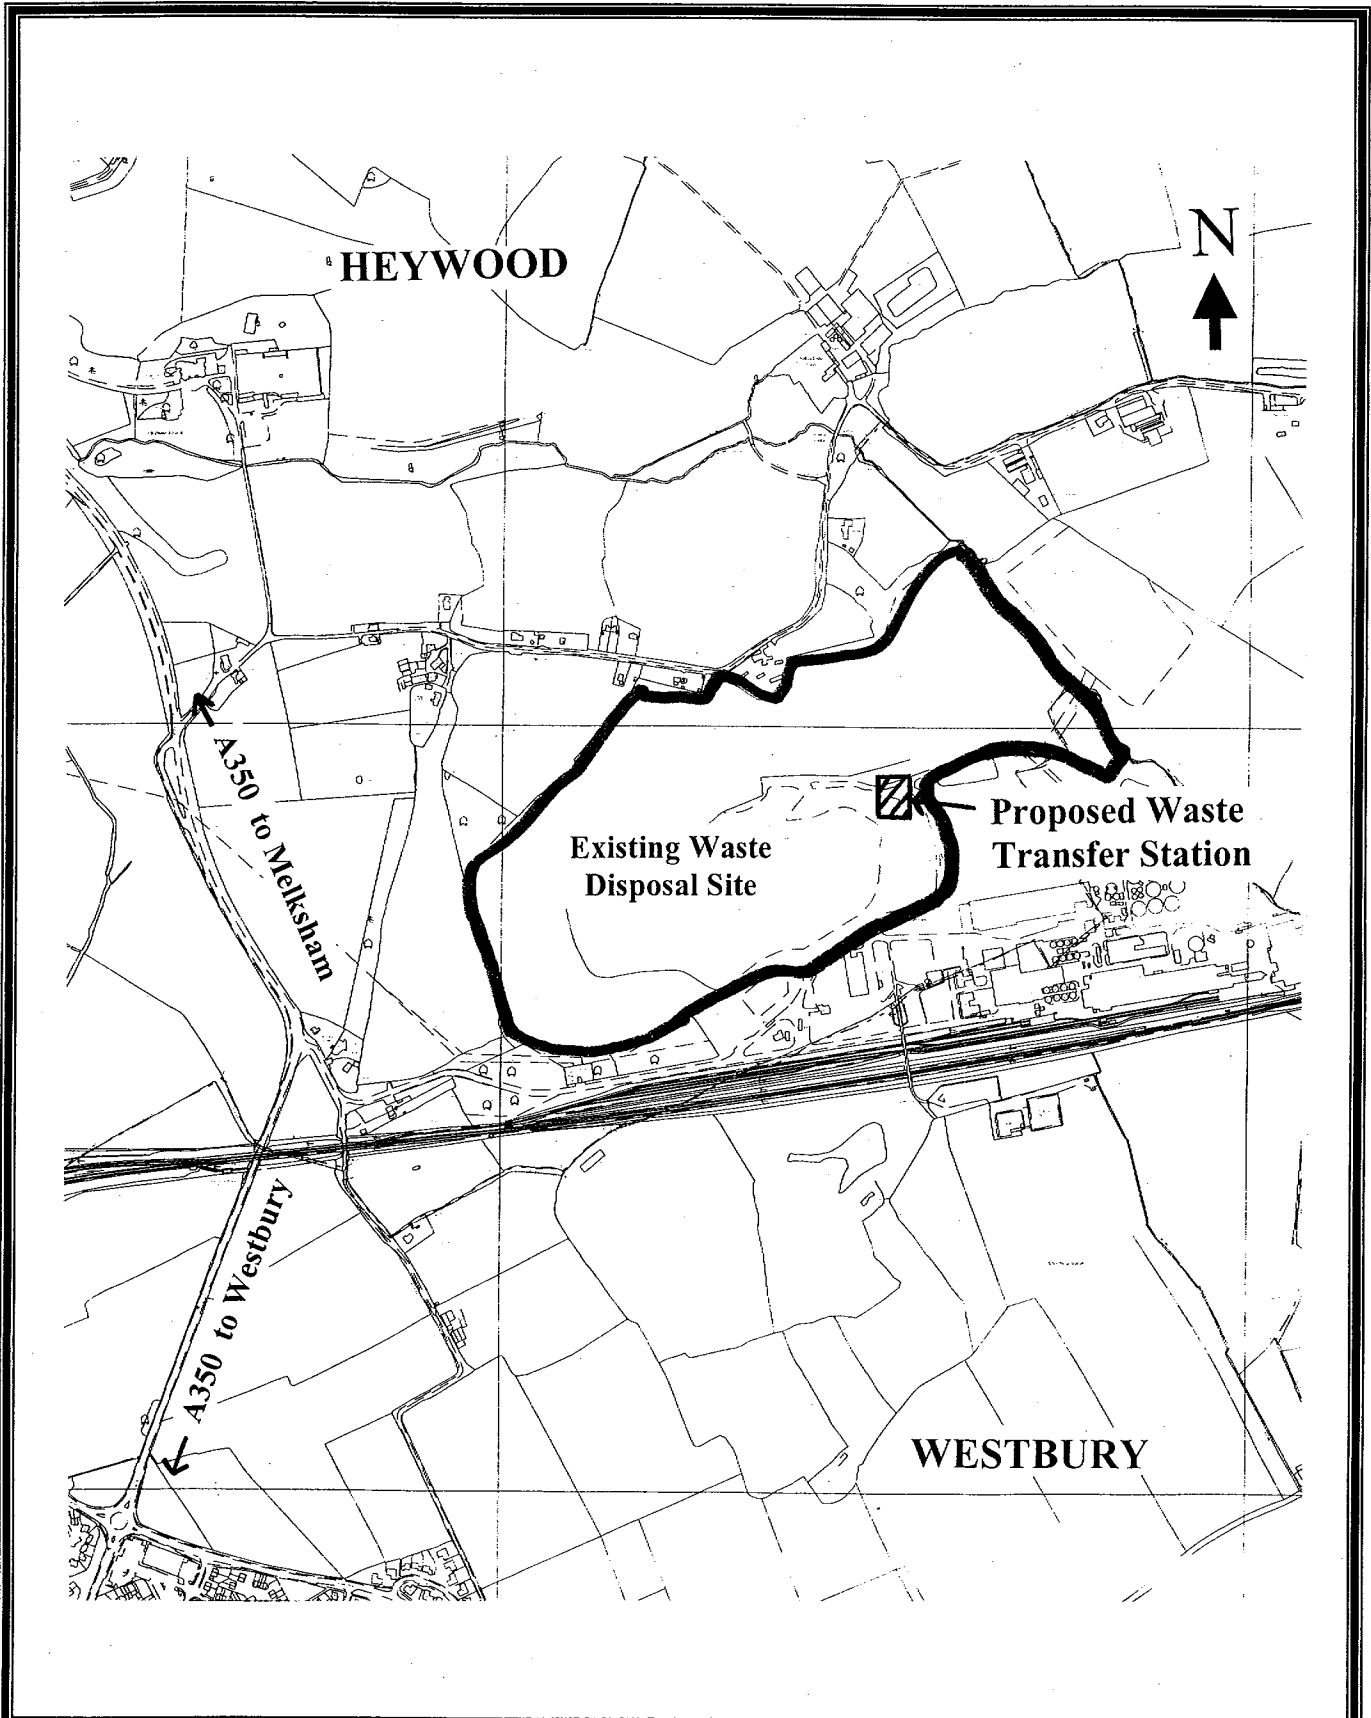 HEYWOOD
N
A350 to Melksham
Existing Waste
Disposal Site
Proposed Waste
Transfer Station
A350 to Westbury
WESTBURY